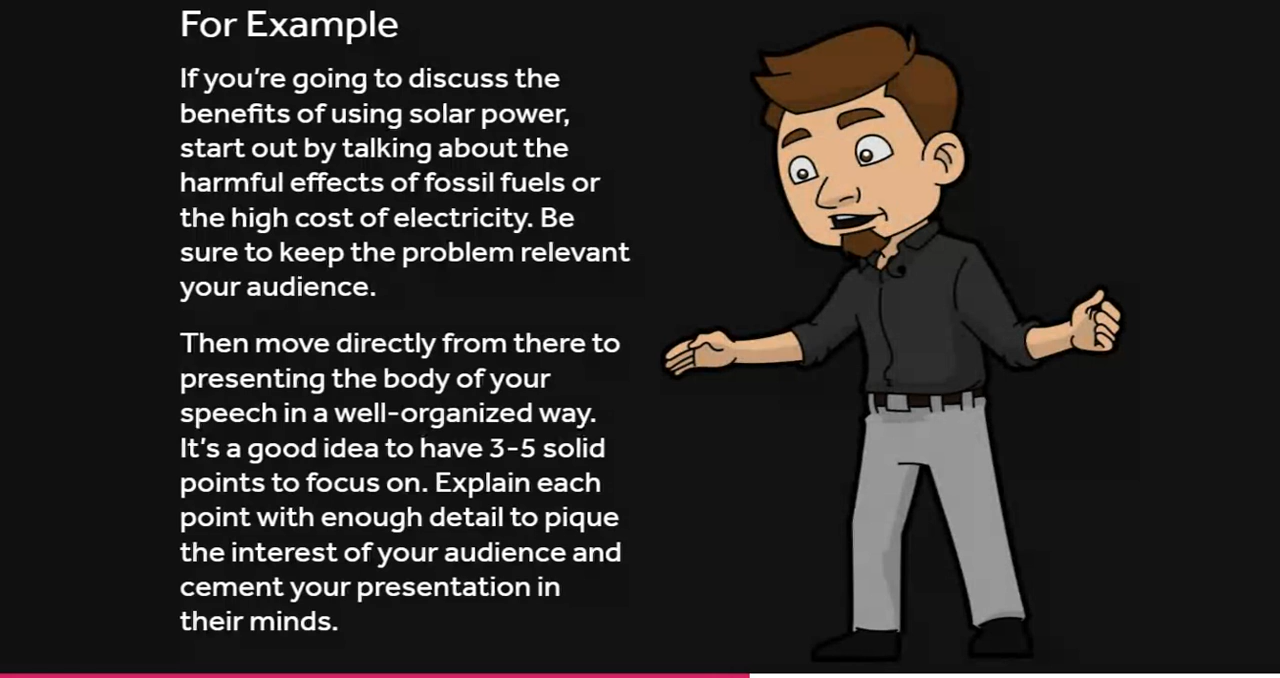 For Example
If you're going to discuss the
benefits of using solar power,
start out by talking about the
harmful effects of fossil fuels or
the high cost of electricity. Be
sure to keep the problem relevant
your audience.
Then move directly from there to
presenting the body of your
speech in a well-organized way.
It's a good idea to have 3-5 solid
points to focus on. Explain each
point with enough detail to pique
the interest of your audience and
cement your presentation in
their minds.